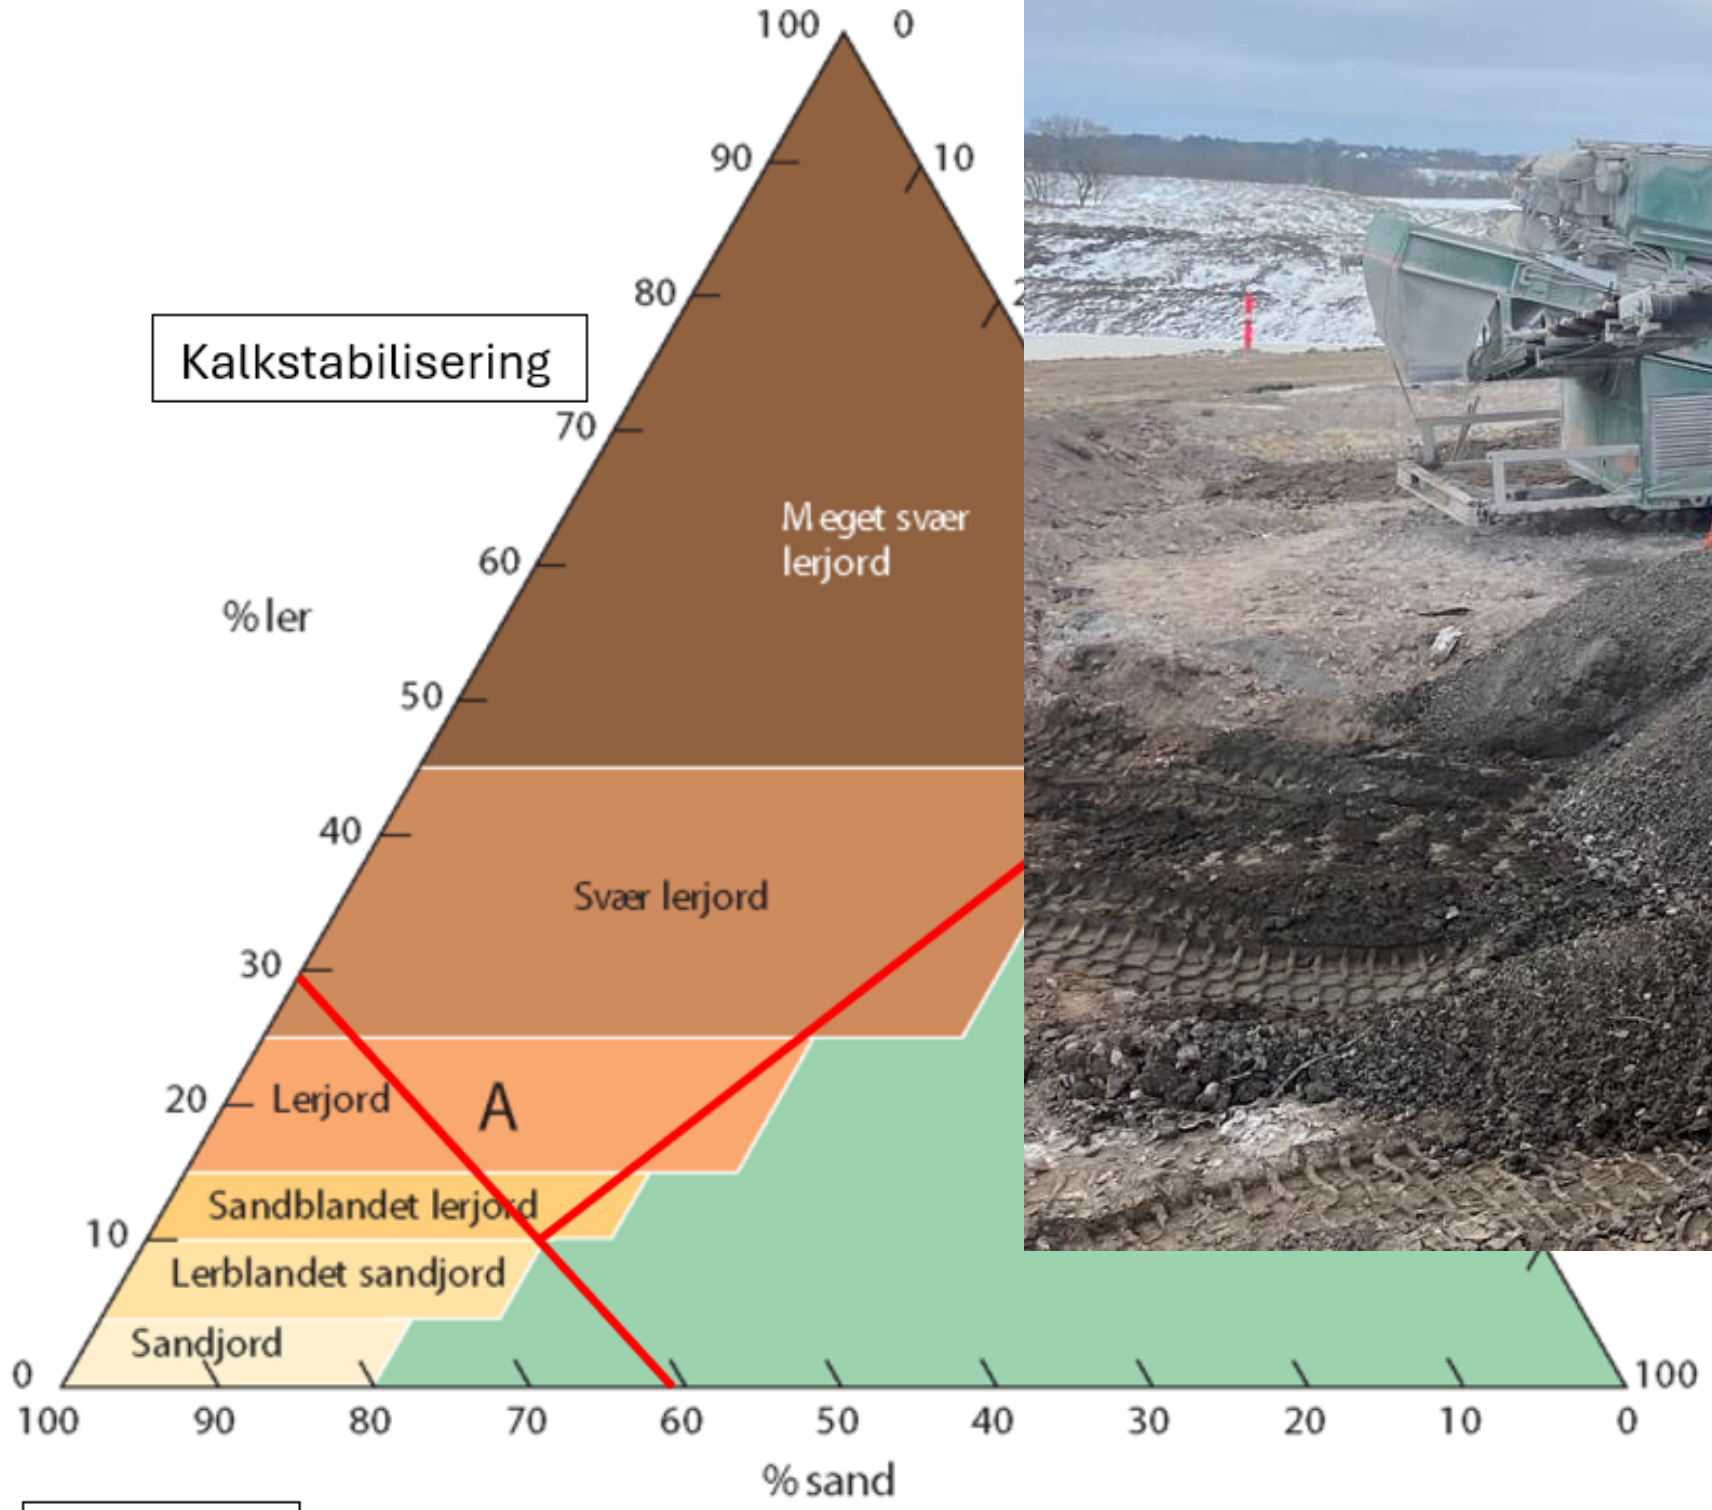 100 0
90 10
80
Kalkstabilisering
70
Meget svær
lerjord
60
% ler
50
40
Svær lerjord
30
20 Lerjord A
Sandblandet lerjord
10
Lerblandet sandjord
Sandjord
0 100
100 90 80 70 60 50 40 30 20 10 0
% sand